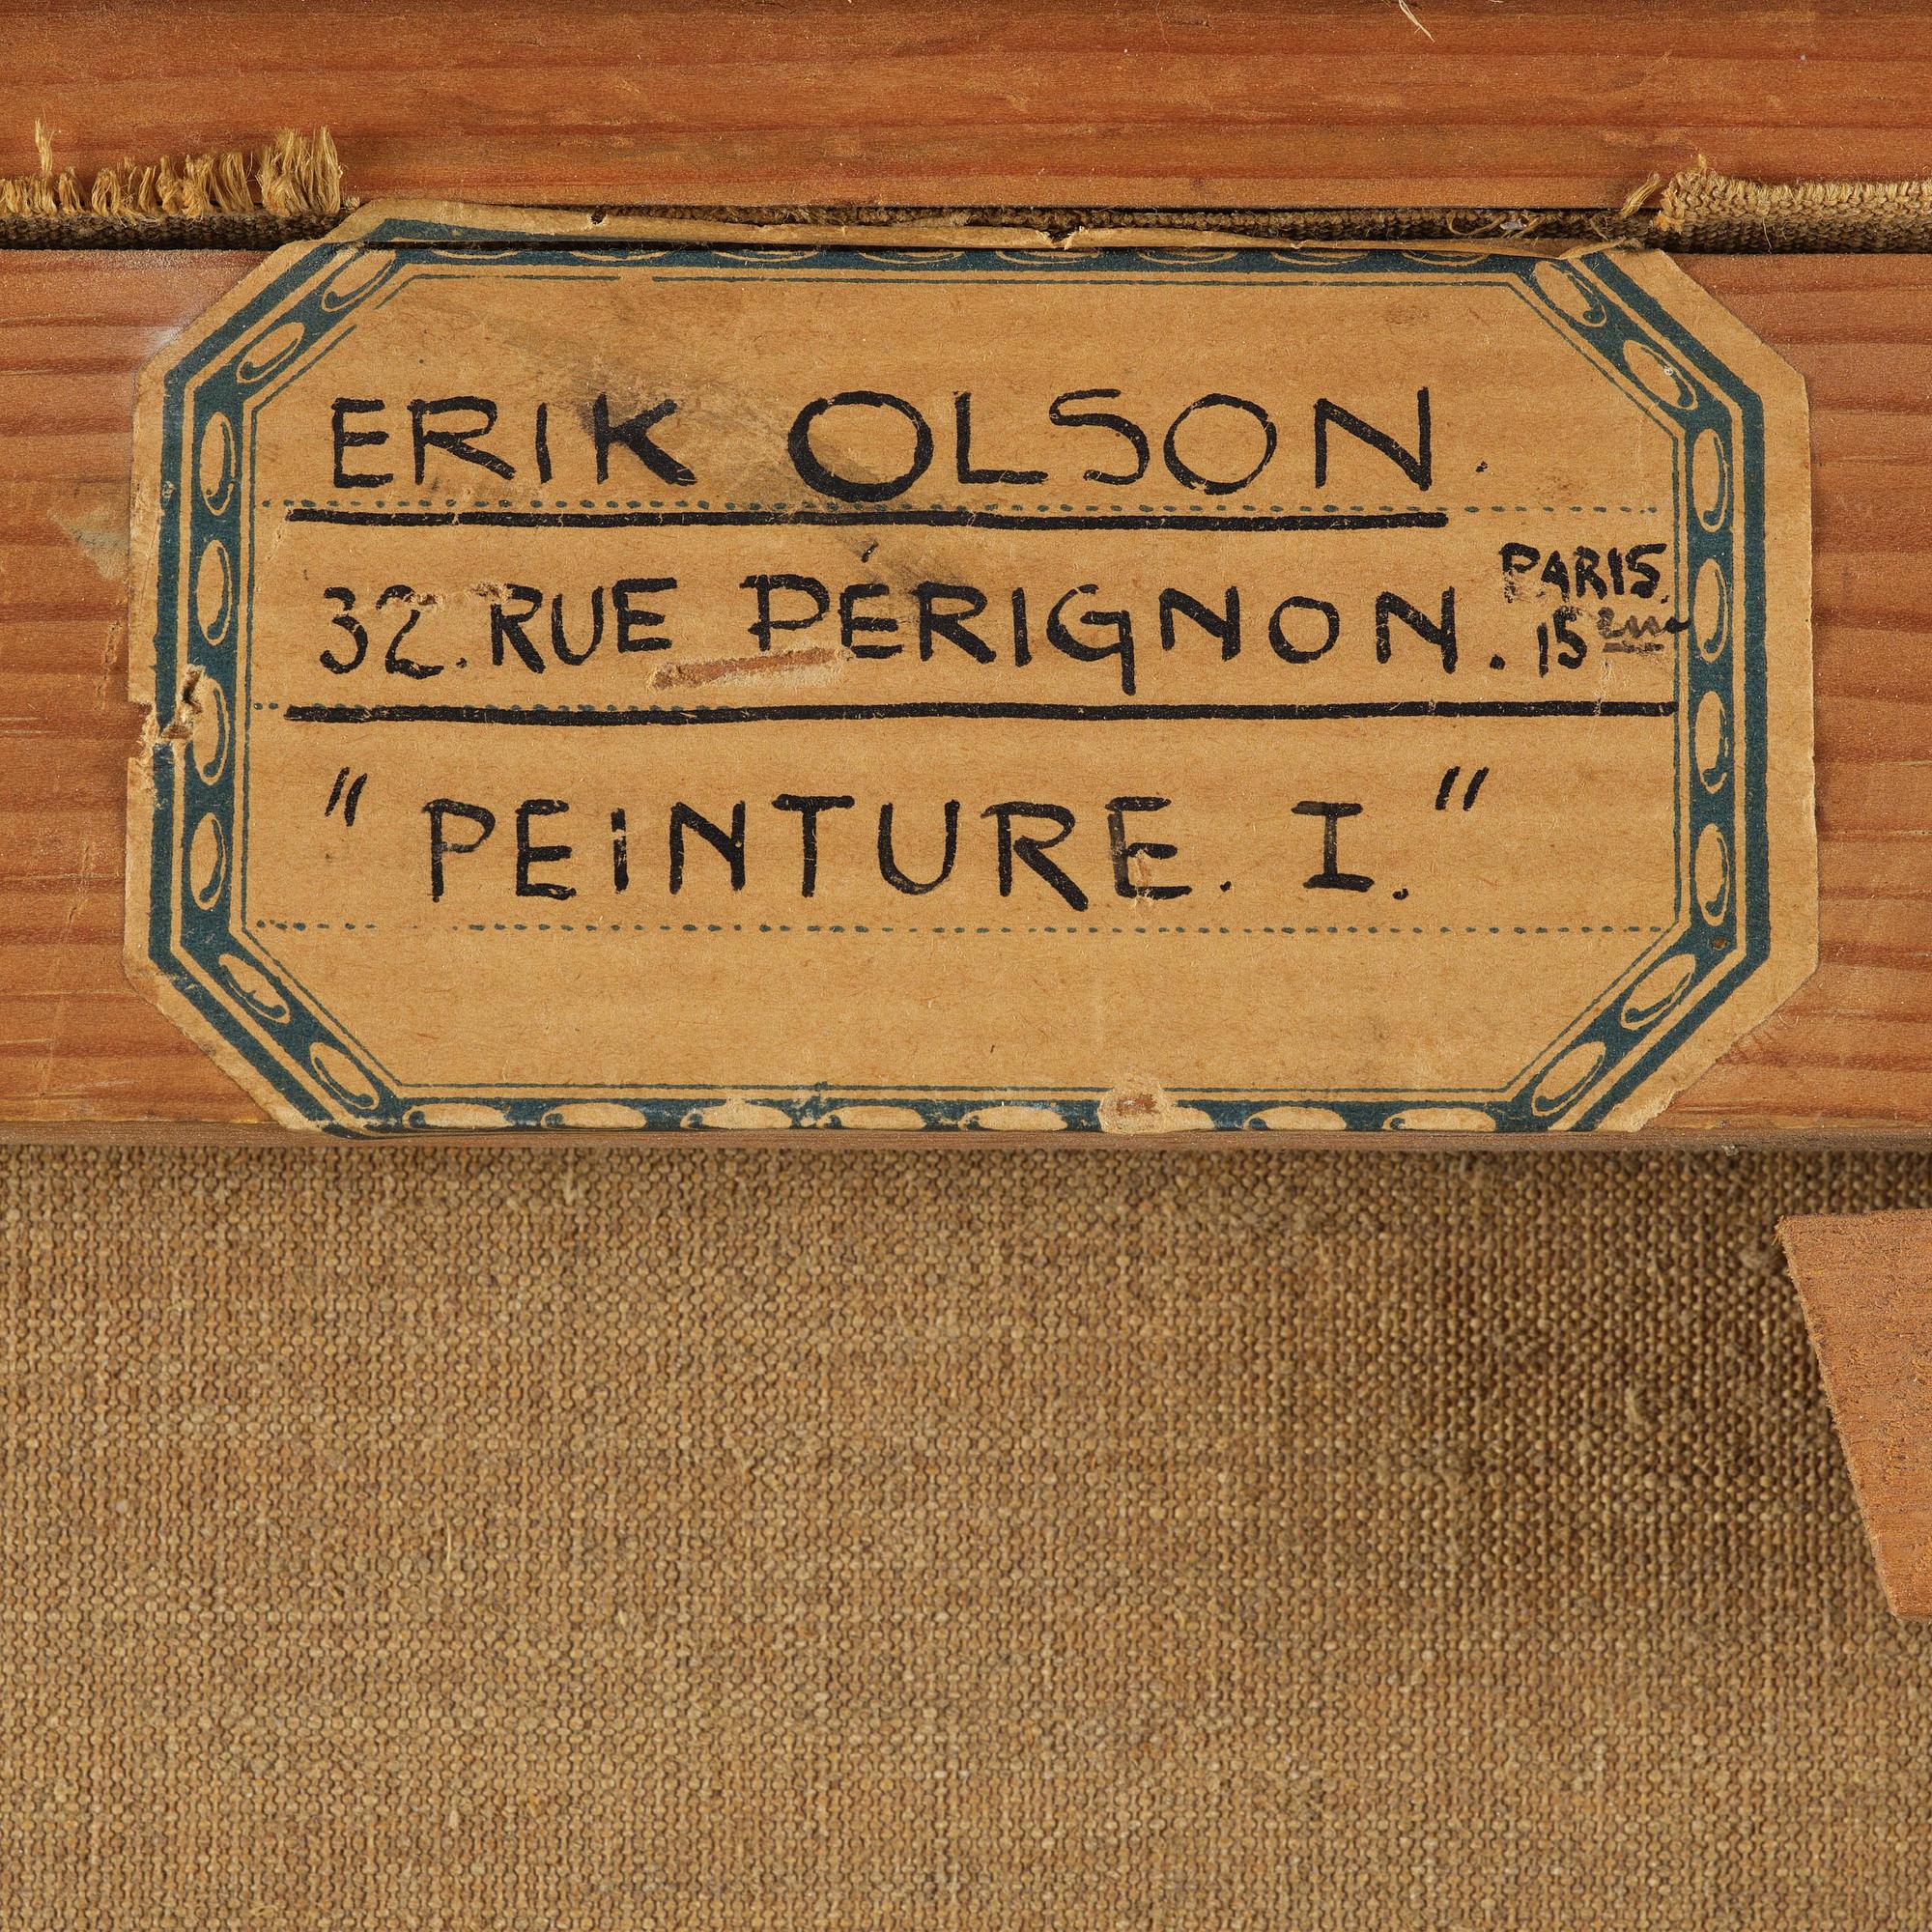 ERIK OLSON.
32. RUE PÉRIGNON. PARIS.
15ème
"PEINTURE. I."